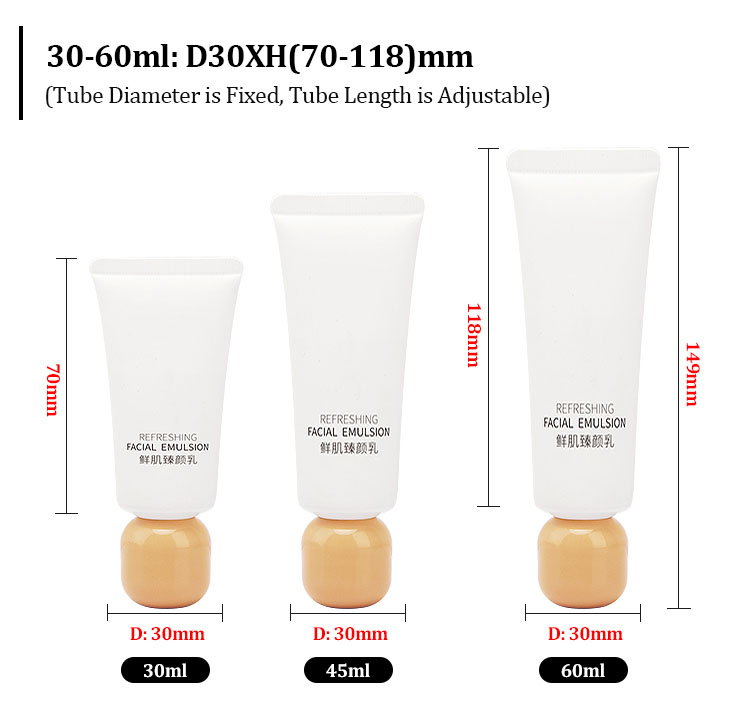 30-60ml: D30XH(70-118)mm
(Tube Diameter is Fixed, Tube Length is Adjustable)
70mm
118mm
149mm
REFRESHING
FACIAL EMULSION
鲜肌臻颜乳
REFRESHING
FACIAL EMULSION
鲜肌臻颜乳
REFRESHING
FACIAL EMULSION
鲜肌臻颜乳
D: 30mm
D: 30mm
D: 30mm
30ml
45ml
60ml